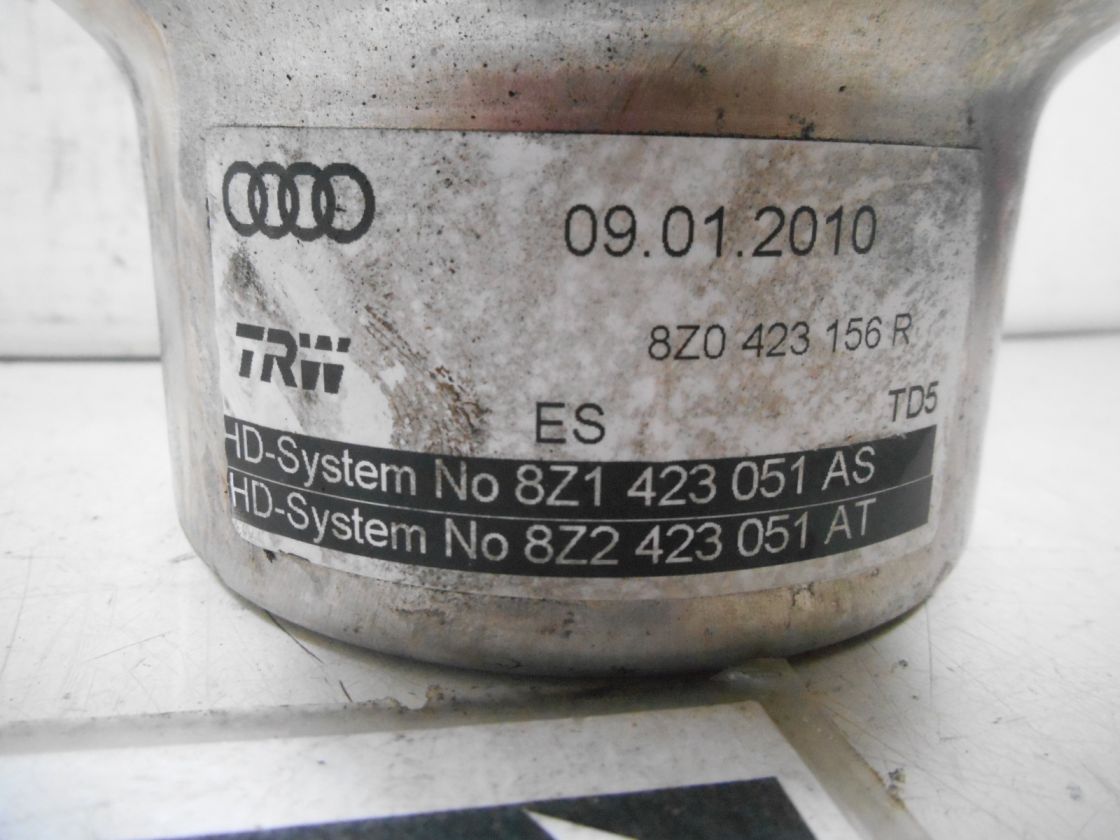 09.01.2010
TRW
8Z0 423 156 R
ES
TD5
HD-System No 8Z1 423 051 AS
HD-System No 8Z2 423 051 AT